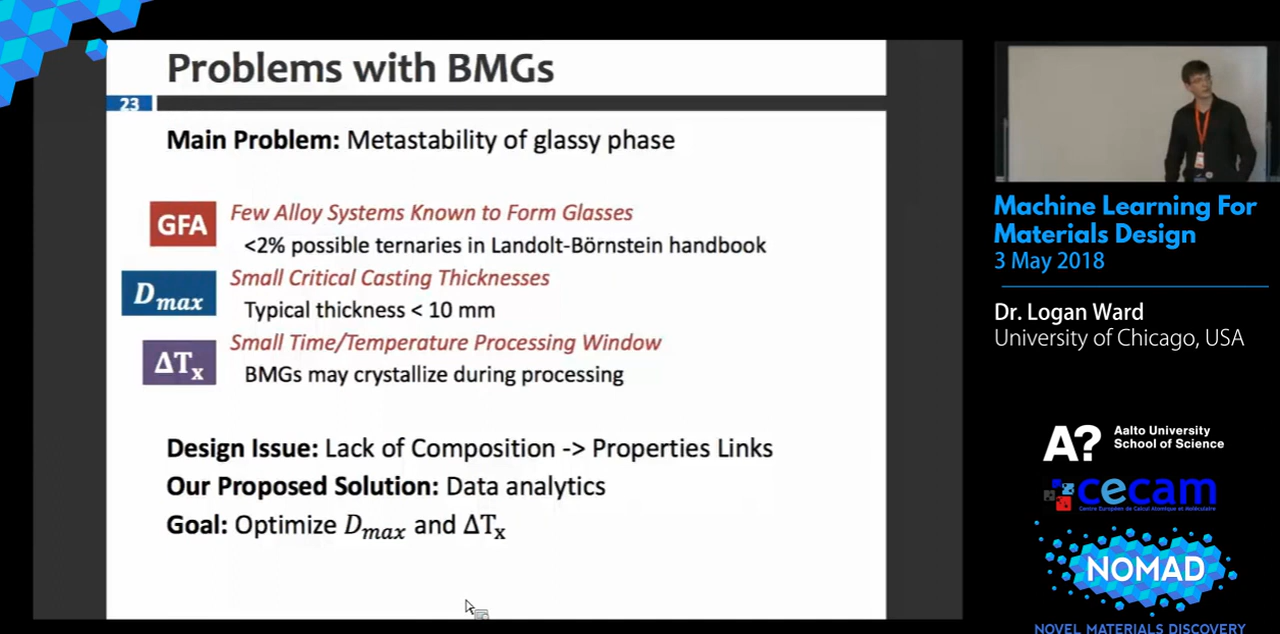 Problems with BMGs
23
Main Problem: Metastability of glassy phase
GFA
Few Alloy Systems Known to Form Glasses
<2% possible ternaries in Landolt-Börnstein handbook
Dmax
Small Critical Casting Thicknesses
Typical thickness < 10 mm
ΔTx
Small Time/Temperature Processing Window
BMGs may crystallize during processing
Design Issue: Lack of Composition -> Properties Links
Our Proposed Solution: Data analytics
Goal: Optimize Dmax and ΔTx
Machine Learning For
Materials Design
3 May 2018
Dr. Logan Ward
University of Chicago, USA
A?
Aalto University
School of Science
cecam
Centre Européen de Calcul Atomique et Moléculaire
NOMAD
NOVEL MATERIALS DISCOVERY